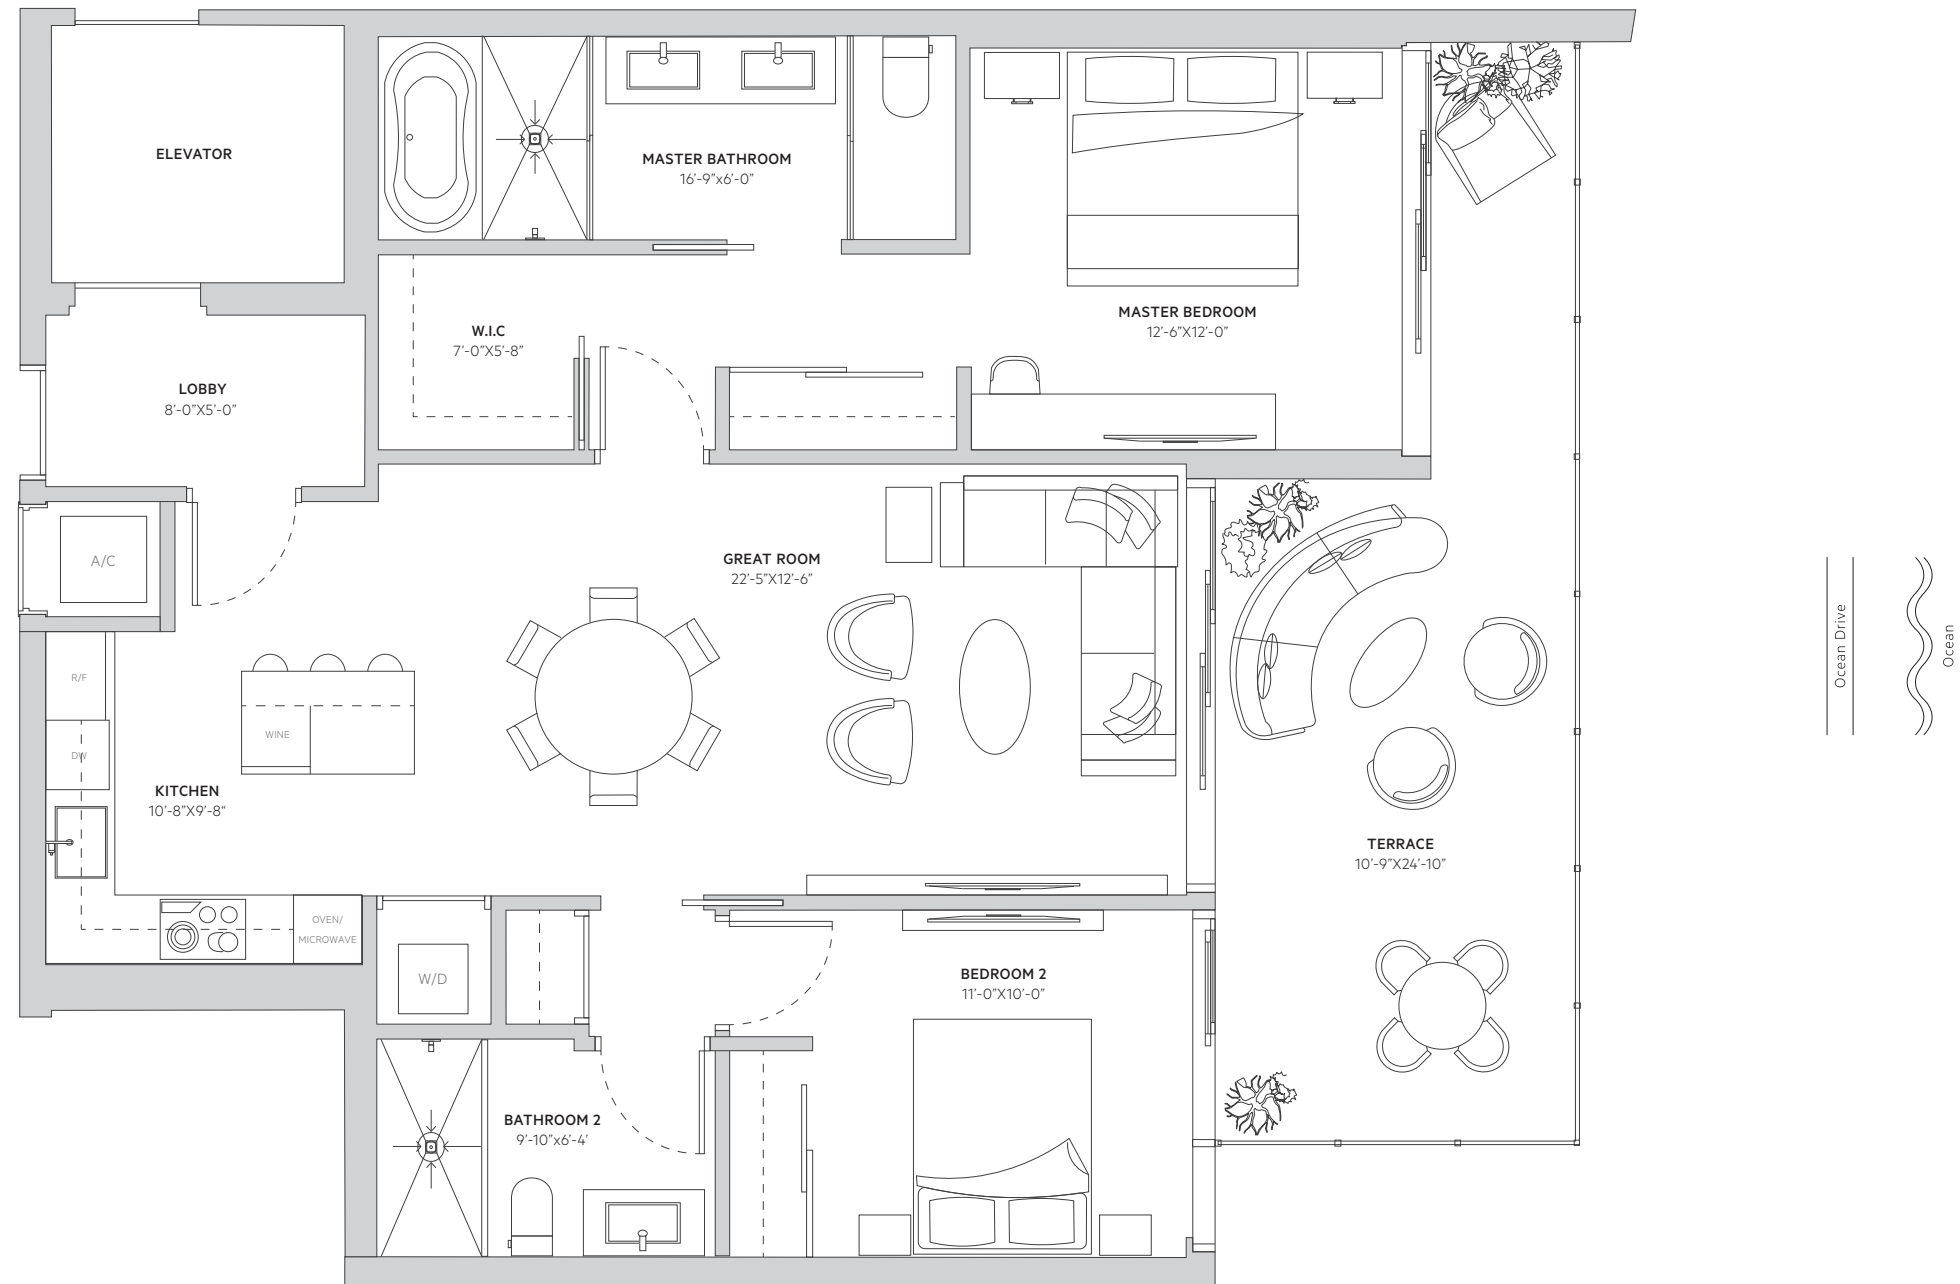 ELEVATOR
MASTER BATHROOM
16’-9”x6’-0”
MASTER BEDROOM
12’-6”X12’-0”
W.I.C
7’-0”X5’-8”
LOBBY
8’-0”X5’-0”
A/C
GREAT ROOM
22’-5”X12’-6”
R/F
DW
WINE
KITCHEN
10’-8”X9’-8“
OVEN/
MICROWAVE
W/D
TERRACE
10’-9”X24’-10”
BEDROOM 2
11’-0”X10’-0”
BATHROOM 2
9’-10”x6’-4’
Ocean Drive
Ocean